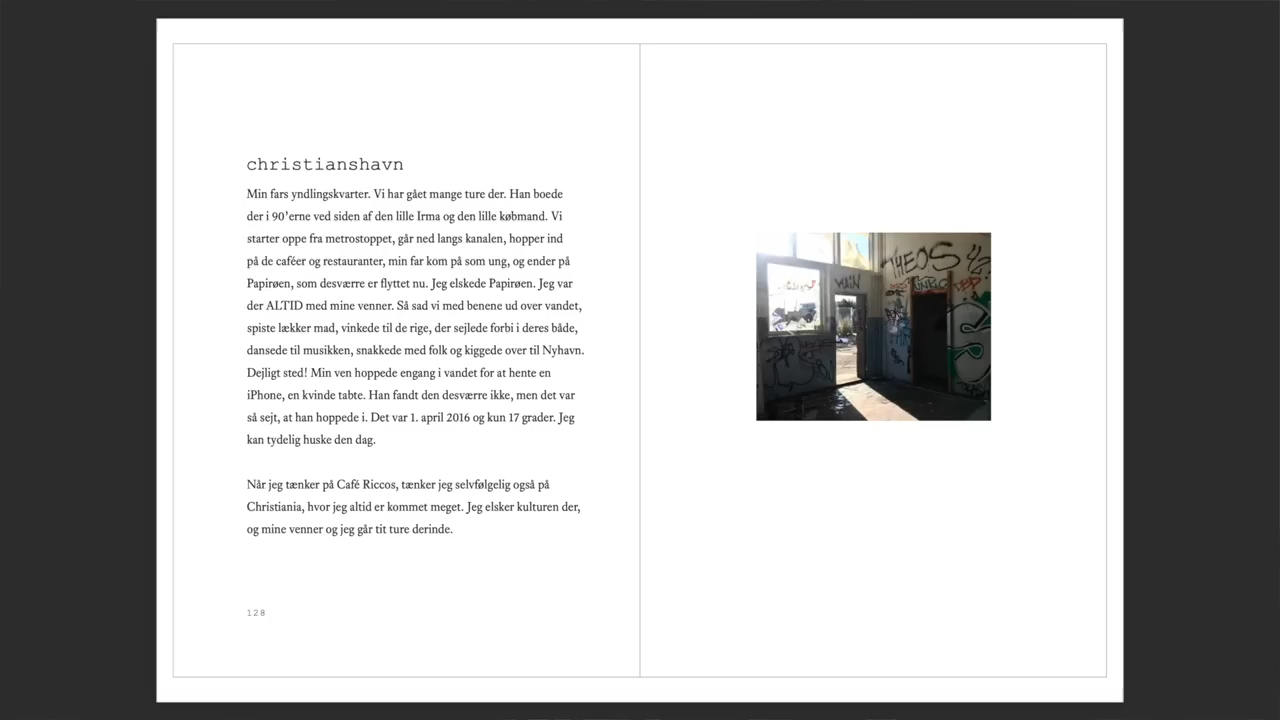 christianshavn
Min fars yndlingskvarter. Vi har gået mange ture der. Han boede
der i 90’erne ved siden af den lille Irma og den lille købmand. Vi
starter oppe fra metrostoppet, går ned langs kanalen, hopper ind
på de caféer og restauranter, min far kom på som ung, og ender på
Papirøen, som desværre er flyttet nu. Jeg elskede Papirøen. Jeg var
der ALTID med mine venner. Så sad vi med benene ud over vandet,
spiste lækker mad, vinkede til de rige, der sejlede forbi i deres både,
dansede til musikken, snakkede med folk og kiggede over til Nyhavn.
Dejligt sted! Min ven hoppede engang i vandet for at hente en
iPhone, en kvinde tabte. Han fandt den desværre ikke, men det var
så sejt, at han hoppede i. Det var 1. april 2016 og kun 17 grader. Jeg
kan tydelig huske den dag.
Når jeg tænker på Café Riccos, tænker jeg selvfølgelig også på
Christiania, hvor jeg altid er kommet meget. Jeg elsker kulturen der,
og mine venner og jeg går tit ture derinde.
128
THEOS